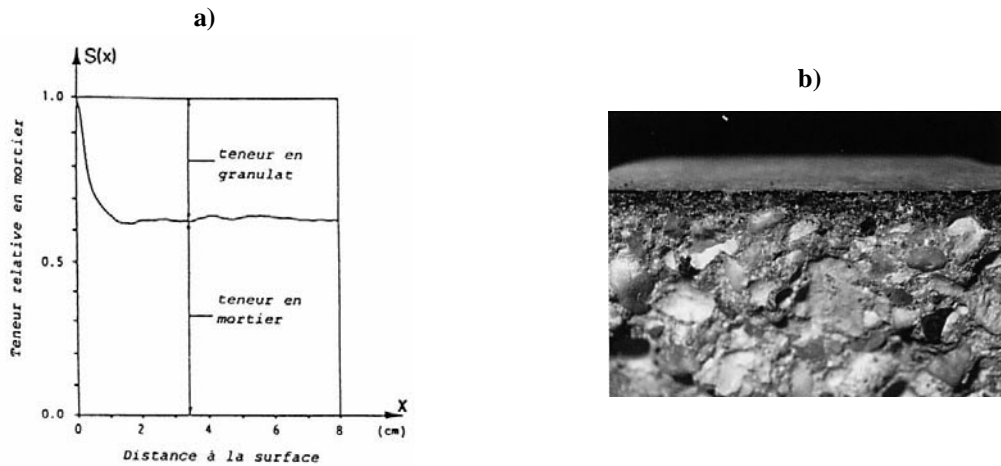 a)
S(x)
1.0
teneur en
granulat
0.5
teneur en
mortier
0.0
X
0 2 4 6 8 (cm)
Distance à la surface
Teneur relative en mortier
b)